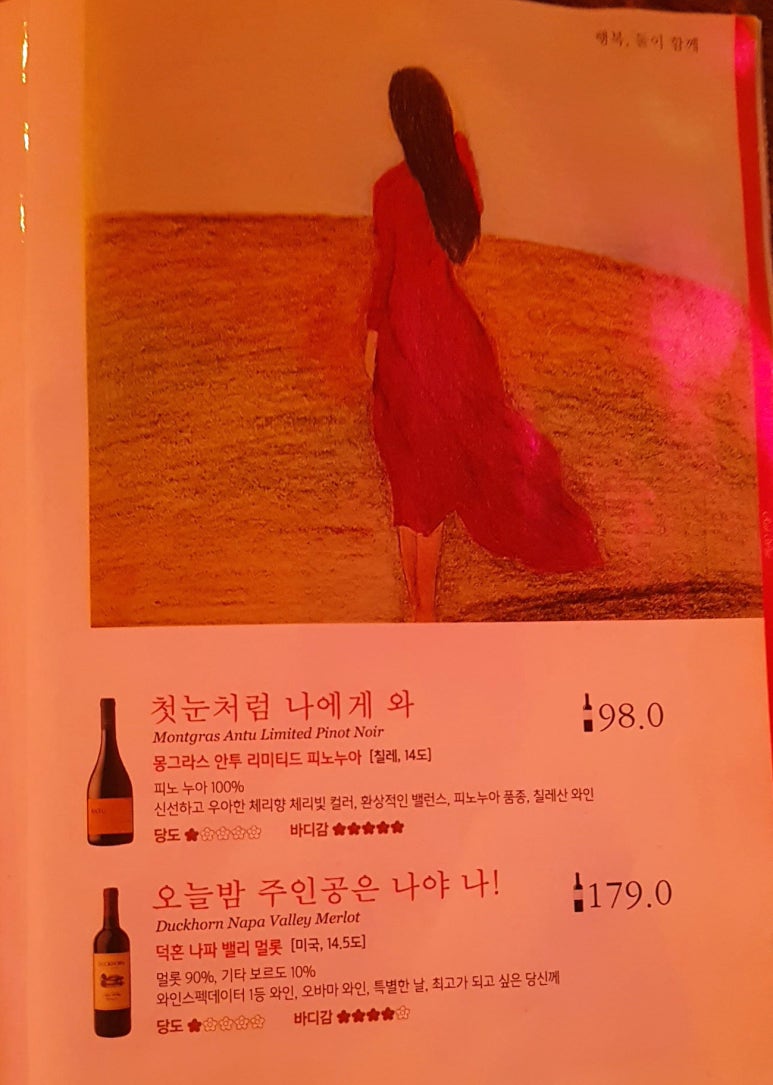 행복, 둘이 함께
첫눈처럼 나에게 와
98.0
Montgras Antu Limited Pinot Noir
몽그라스 안투 리미티드 피노누아 [칠레, 14도]
피노 누아 100%
신선하고 우아한 체리향 체리빛 컬러, 환상적인 밸런스, 피노누아 품종, 칠레산 와인
당도 바디감
오늘밤 주인공은 나야 나!
179.0
Duckhorn Napa Valley Merlot
덕혼 나파 밸리 멀롯 [미국, 14.5도]
멀롯 90%, 기타 보르도 10%
와인스펙데이터 1등 와인, 오바마 와인, 특별한 날, 최고가 되고 싶은 당신께
당도 바디감
DUCKHORN